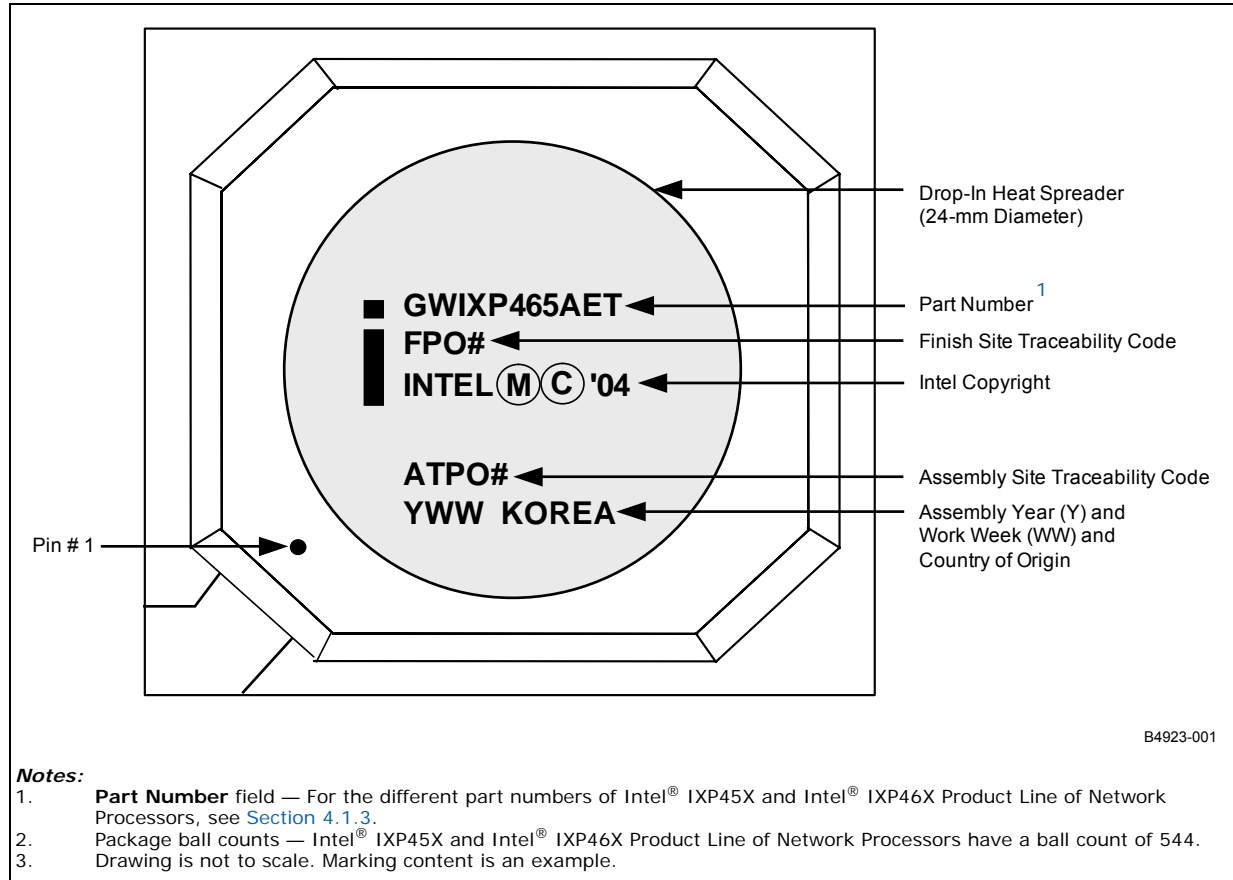 Drop-In Heat Spreader
(24-mm Diameter)
GWIXP465AET
Part Number 1
FPO#
Finish Site Traceability Code
INTEL Ⓜ Ⓒ '04
Intel Copyright
ATPO#
Assembly Site Traceability Code
YWW KOREA
Assembly Year (Y) and
Work Week (WW) and
Country of Origin
Pin # 1
B4923-001
Notes:
1. Part Number field — For the different part numbers of Intel® IXP45X and Intel® IXP46X Product Line of Network
Processors, see Section 4.1.3.
2. Package ball counts — Intel® IXP45X and Intel® IXP46X Product Line of Network Processors have a ball count of 544.
3. Drawing is not to scale. Marking content is an example.